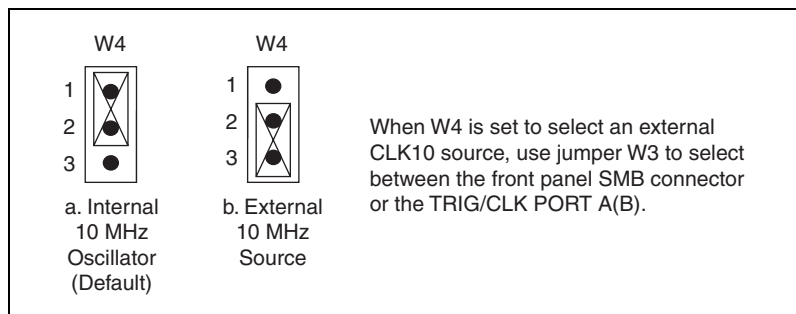 W4
1
2
3
a. Internal
10 MHz
Oscillator
(Default)
W4
1
2
3
b. External
10 MHz
Source
When W4 is set to select an external
CLK10 source, use jumper W3 to select
between the front panel SMB connector
or the TRIG/CLK PORT A(B).